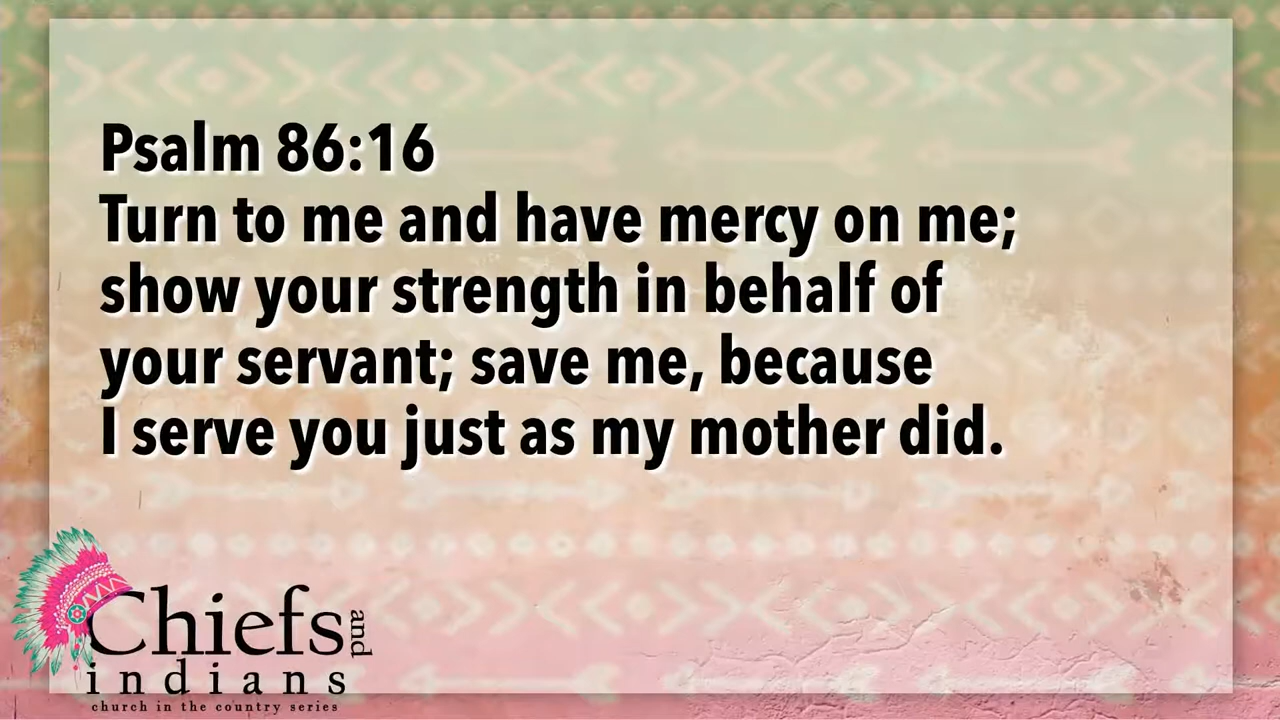 Psalm 86:16
Turn to me and have mercy on me;
show your strength in behalf of
your servant; save me, because
I serve you just as my mother did.
Chiefs and
indians
church in the country series